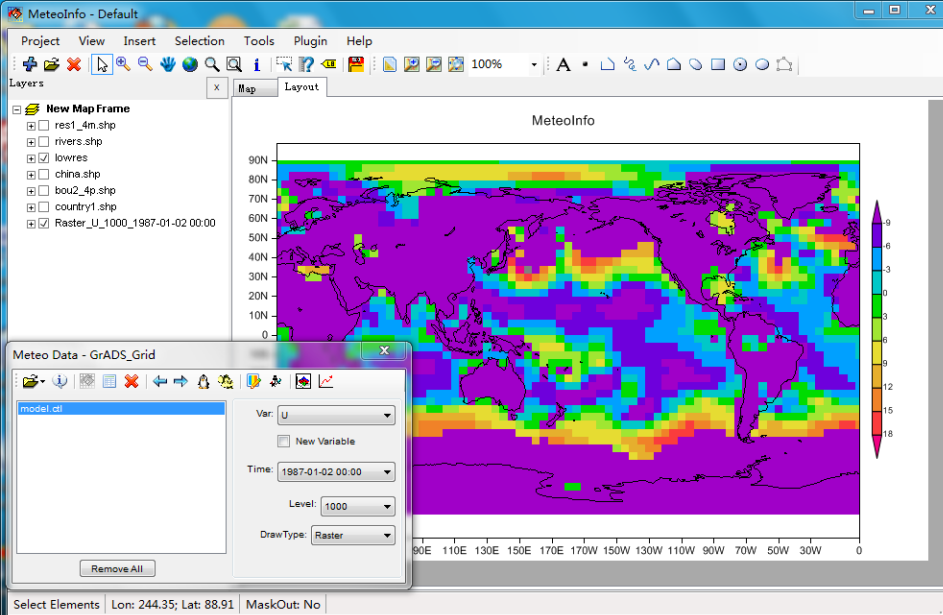 MeteoInfo - Default
Project View Insert Selection Tools Plugin Help
100%
A
Layers x
Map Layout
New Map Frame
res1_4m.shp
rivers.shp
lowres
china.shp
bou2_4p.shp
country1.shp
Raster_U_1000_1987-01-02 00:00
MeteoInfo
90N
80N
70N
60N
50N
40N
30N
20N
10N
0
-9
-6
-3
0
3
6
9
12
15
18
90E 110E 130E 150E 170E 170W 150W 130W 110W 90W 70W 50W 30W 0
Meteo Data - GrADS_Grid
model.ctl
Var: U
New Variable
Time: 1987-01-02 00:00
Level: 1000
DrawType: Raster
Remove All
Select Elements Lon: 244.35; Lat: 88.91 MaskOut: No